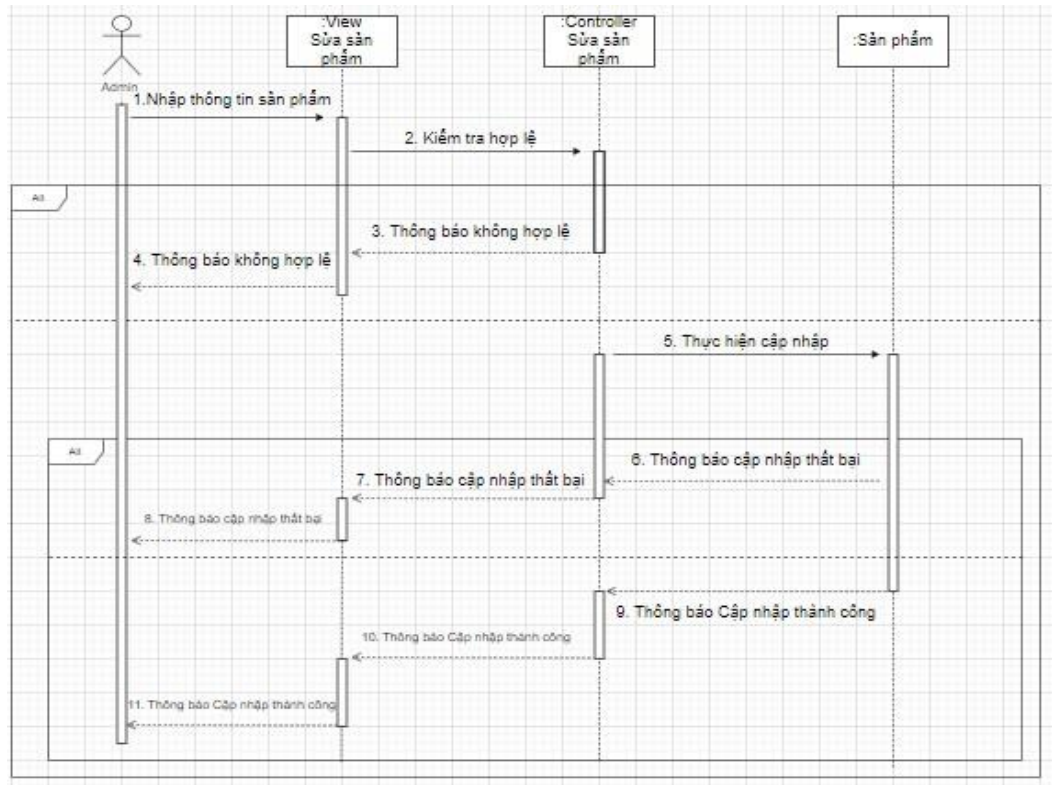 :View
Sửa sản
phẩm
:Controller
Sửa sản
phẩm
:Sản phẩm
Admin
1.Nhập thông tin sản phẩm
2. Kiểm tra hợp lệ
Alt
3. Thông báo không hợp lệ
4. Thông báo không hợp lệ
5. Thực hiện cập nhập
Alt
6. Thông báo cập nhập thất bại
7. Thông báo cập nhập thất bại
8. Thông báo cập nhập thất bại
9. Thông báo Cập nhập thành công
10. Thông báo Cập nhập thành công
11. Thông báo Cập nhập thành công